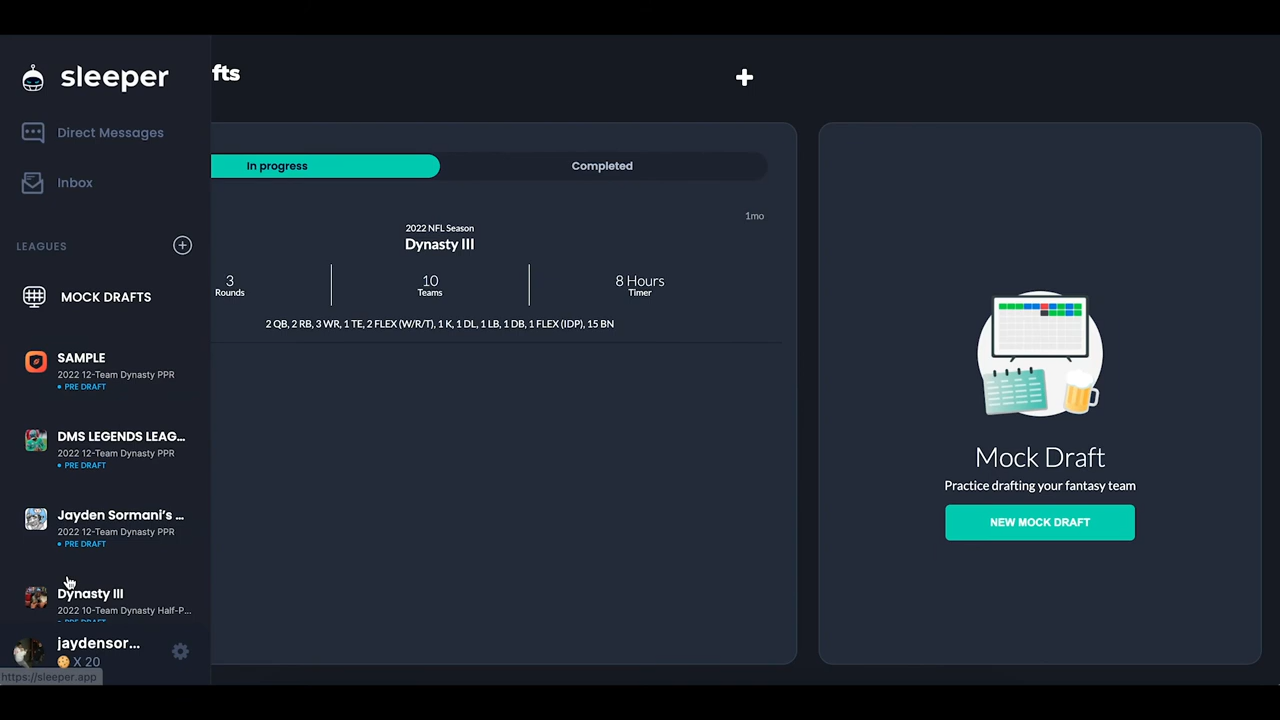 sleeper
Direct Messages
Inbox
LEAGUES
MOCK DRAFTS
SAMPLE
2022 12-Team Dynasty PPR
• PRE DRAFT
DMS LEGENDS LEAG...
2022 12-Team Dynasty PPR
• PRE DRAFT
Jayden Sormani's ...
2022 12-Team Dynasty PPR
• PRE DRAFT
Dynasty III
2022 10-Team Dynasty Half-P...
• PRE DRAFT
jaydensor...
X 20
https://sleeper.app
fts
In progress
Completed
1mo
2022 NFL Season
Dynasty III
3
Rounds
10
Teams
8 Hours
Timer
2 QB, 2 RB, 3 WR, 1 TE, 2 FLEX (W/R/T), 1 K, 1 DL, 1 LB, 1 DB, 1 FLEX (IDP), 15 BN
Mock Draft
Practice drafting your fantasy team
NEW MOCK DRAFT